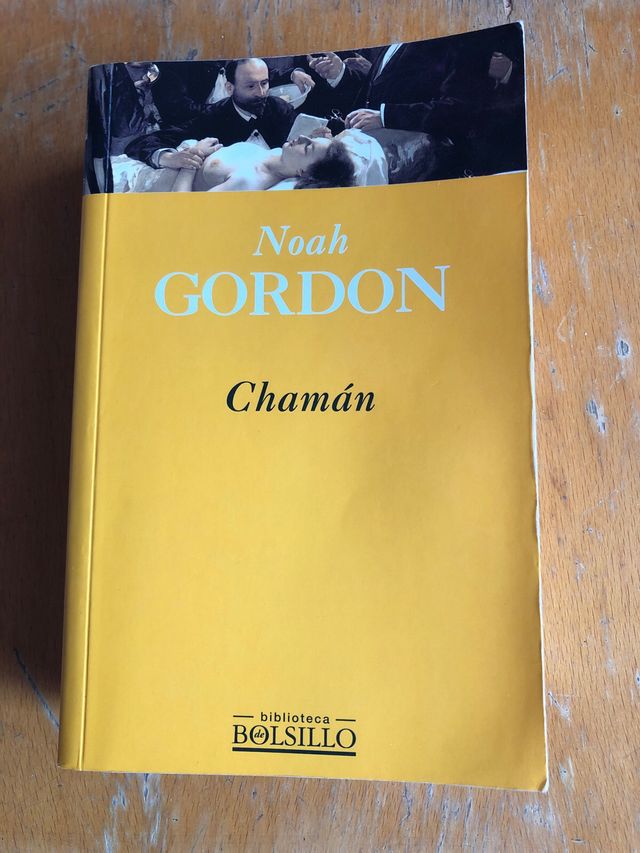 Noah
GORDON
Chamán
biblioteca
de
BOLSILLO